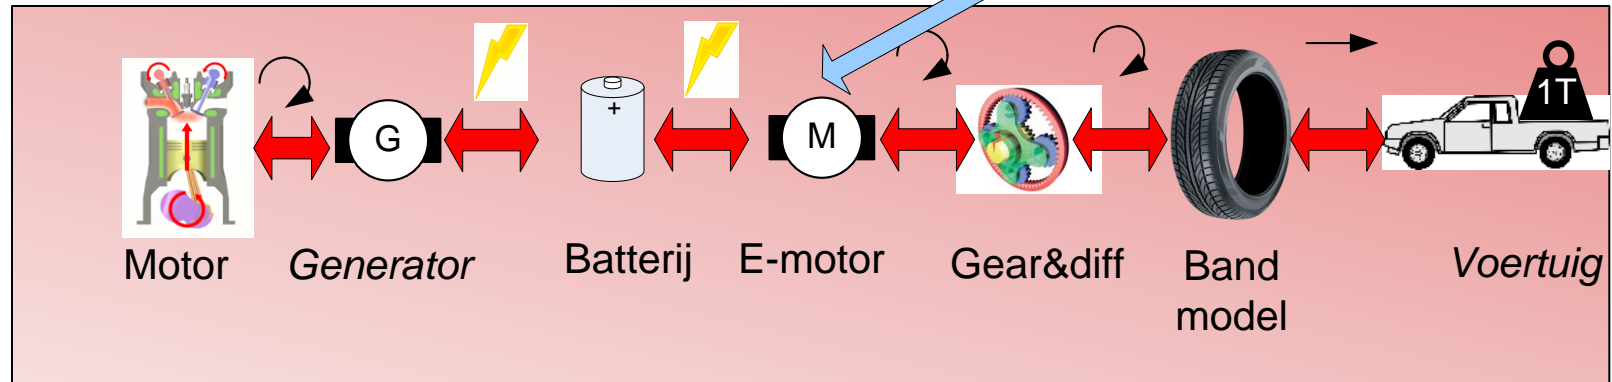 1T
+
G
M
Motor
Generator
Batterij
E-motor
Gear&diff
Band
model
Voertuig